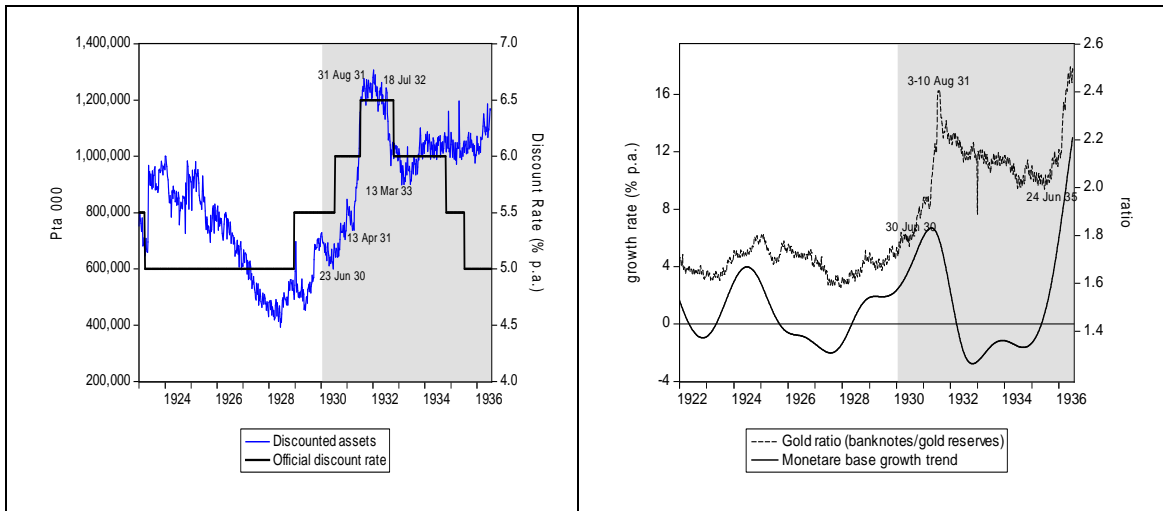 1,400,000
1,200,000
1,000,000
800,000
600,000
400,000
200,000
Pta 000
7.0
6.5
6.0
5.5
5.0
4.5
4.0
Discount Rate (% p.a.)
31 Aug 31
18 Jul 32
13 Mar 33
13 Apr 31
23 Jun 30
1924 1926 1928 1930 1932 1934 1936
Discounted assets
Official discount rate
16
12
8
4
0
-4
growth rate (% p.a.)
2.6
2.4
2.2
2.0
1.8
1.6
1.4
ratio
3-10 Aug 31
24 Jun 35
30 Jun 30
1922 1924 1926 1928 1930 1932 1934 1936
Gold ratio (banknotes/gold reserves)
Monetare base growth trend